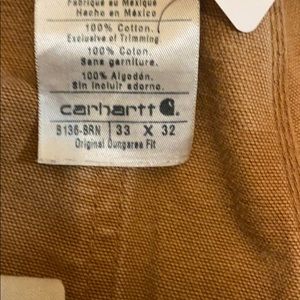 Fabriqué au Mexique
Hecho en México
100% Cotton.
Exclusive of Trimming.
100% Coton.
Sans garniture.
100% Algodón.
Sin incluir adorno.
carhartt
B136-BRN 33 X 32
Original Dungaree Fit